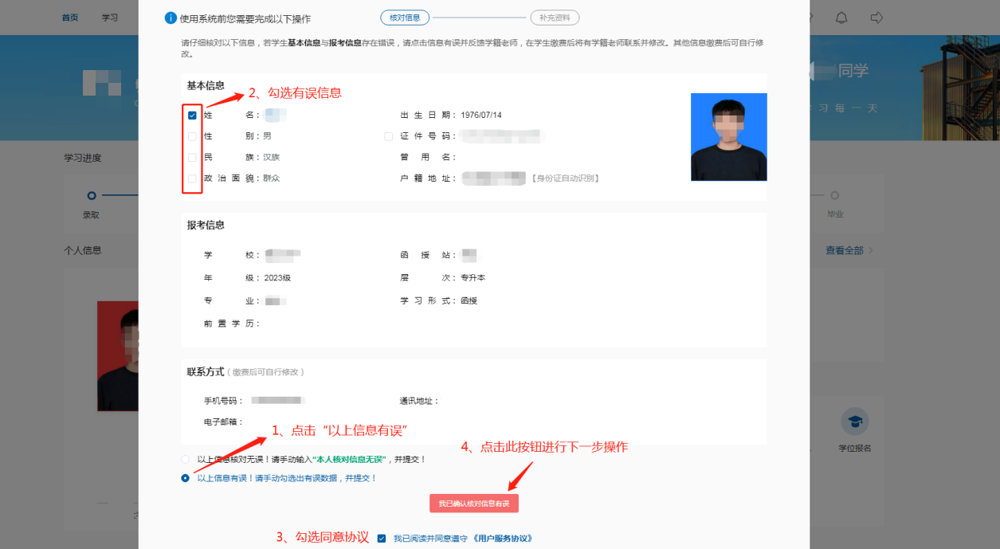 首页 学习
使用系统前您需要完成以下操作 核对信息 补充资料
请仔细核对以下信息，若学生基本信息与报考信息存在错误，请点击信息有误并反馈学籍老师，在学生缴费后将有学籍老师联系并修改。其他信息缴费后可自行修
改。
同学
习 每 一 天
基本信息
2、勾选有误信息
姓名： 出生日期：1976/07/14
性别：男 证件号码：
民族：汉族 曾用名：
政治面貌：群众 户籍地址： 【身份证自动识别】
学习进度
录取 毕业
报考信息
个人信息 查看全部
学校： 函授站：
年级：2023级 层次：专升本
专业： 学习形式：函授
前置学历：
联系方式（缴费后可自行修改）
手机号码： 通讯地址：
电子邮箱：
1、点击“以上信息有误”
4、点击此按钮进行下一步操作
学位报名
以上信息核对无误！请手动输入“本人核对信息无误”，并提交！
以上信息有误！请手动勾选出有误数据，并提交！
我已确认核对信息有误
3、勾选同意协议 我已阅读并同意遵守《用户服务协议》